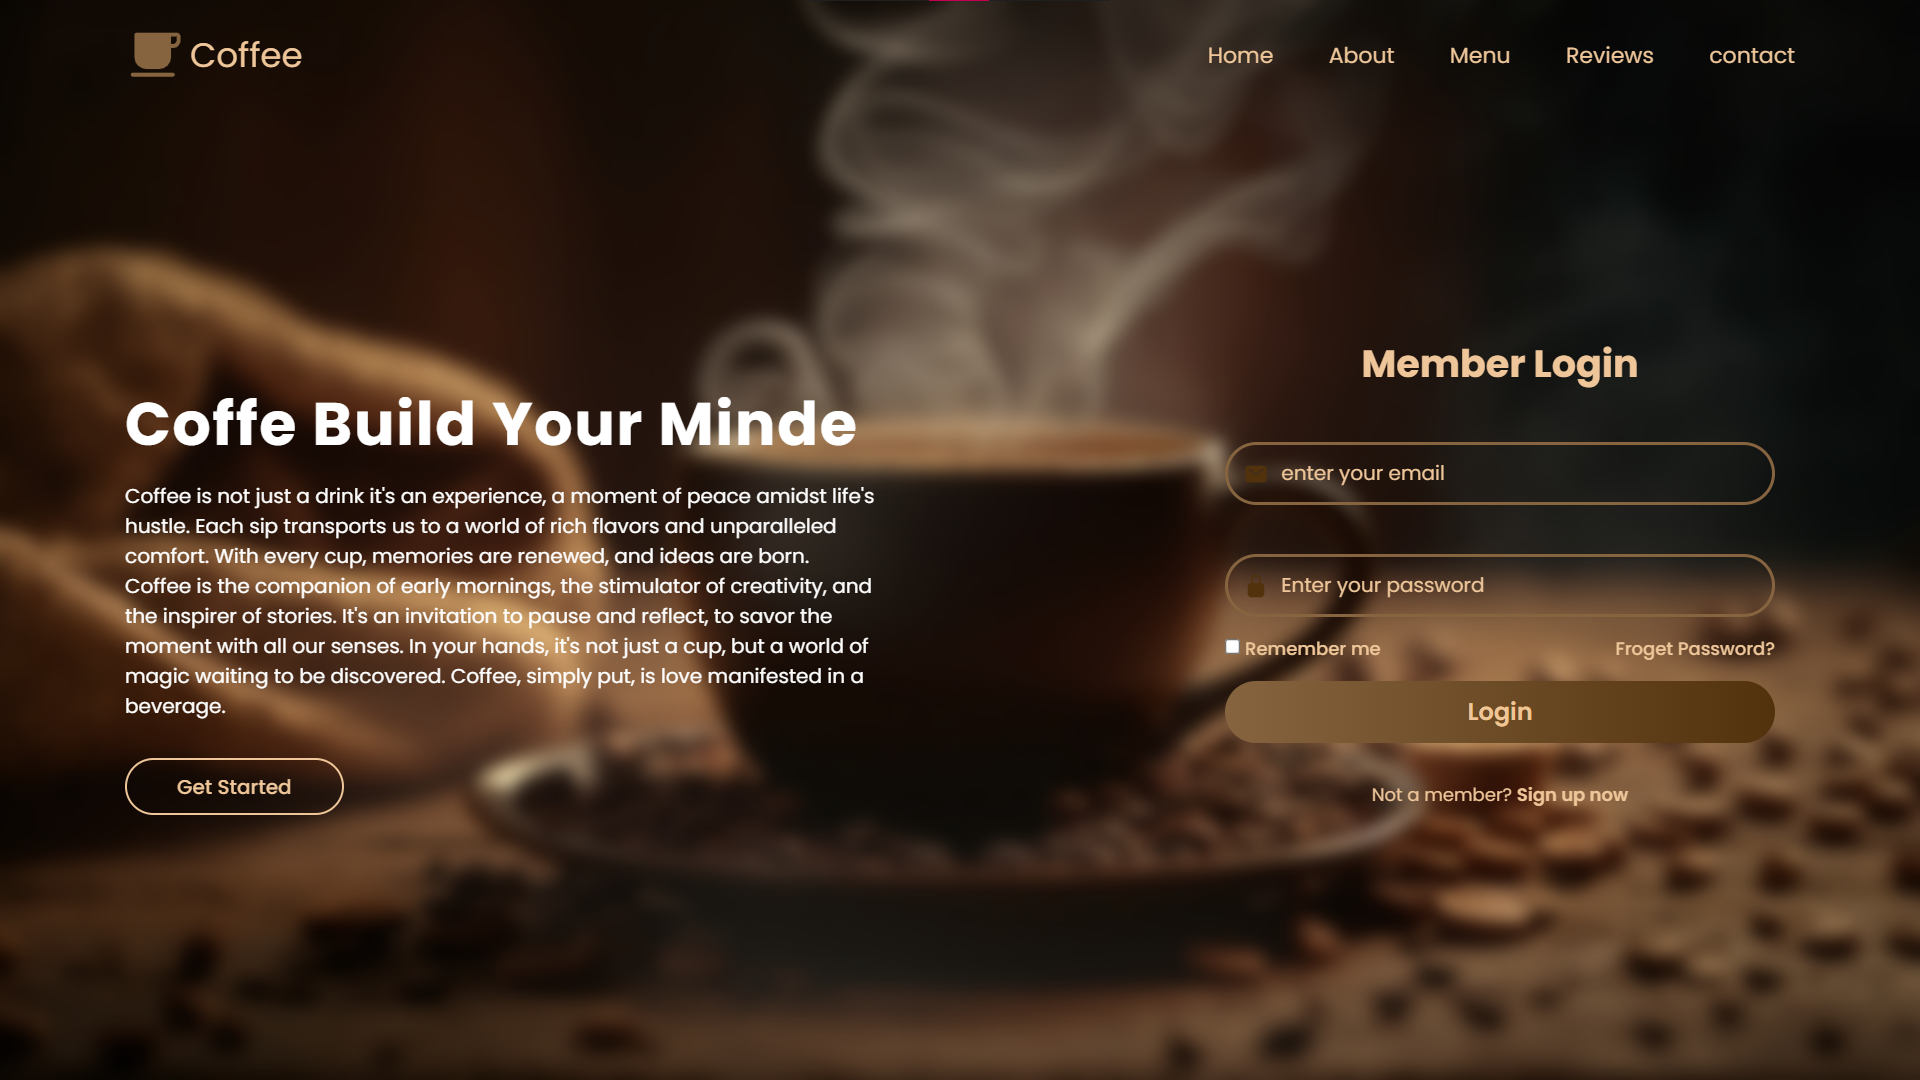 Coffee
Home About Menu Reviews contact
Member Login
Coffe Build Your Minde
Coffee is not just a drink it's an experience, a moment of peace amidst life's
hustle. Each sip transports us to a world of rich flavors and unparalleled
comfort. With every cup, memories are renewed, and ideas are born.
Coffee is the companion of early mornings, the stimulator of creativity, and
the inspirer of stories. It's an invitation to pause and reflect, to savor the
moment with all our senses. In your hands, it's not just a cup, but a world of
magic waiting to be discovered. Coffee, simply put, is love manifested in a
beverage.
Get Started
enter your email
Enter your password
Remember me
Froget Password?
Login
Not a member? Sign up now